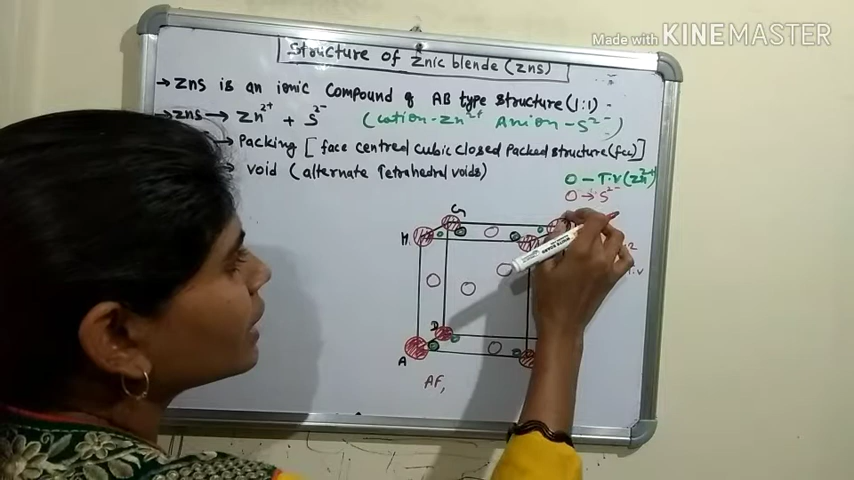 Made with KINEMASTER
Structure of Znic blende (ZnS)
→ ZnS is an ionic Compound of AB type structure (1:1) -
→ ZnS → Zn²⁺ + S²⁻ (Cation - Zn²⁺ Anion - S²⁻)
→ Packing [face centred cubic closed Packed structure (fcc)]
→ void (alternate Tetrahedral voids)
O - T.V (Zn²⁺)
O → S²⁻
G
H
D
A
AF,